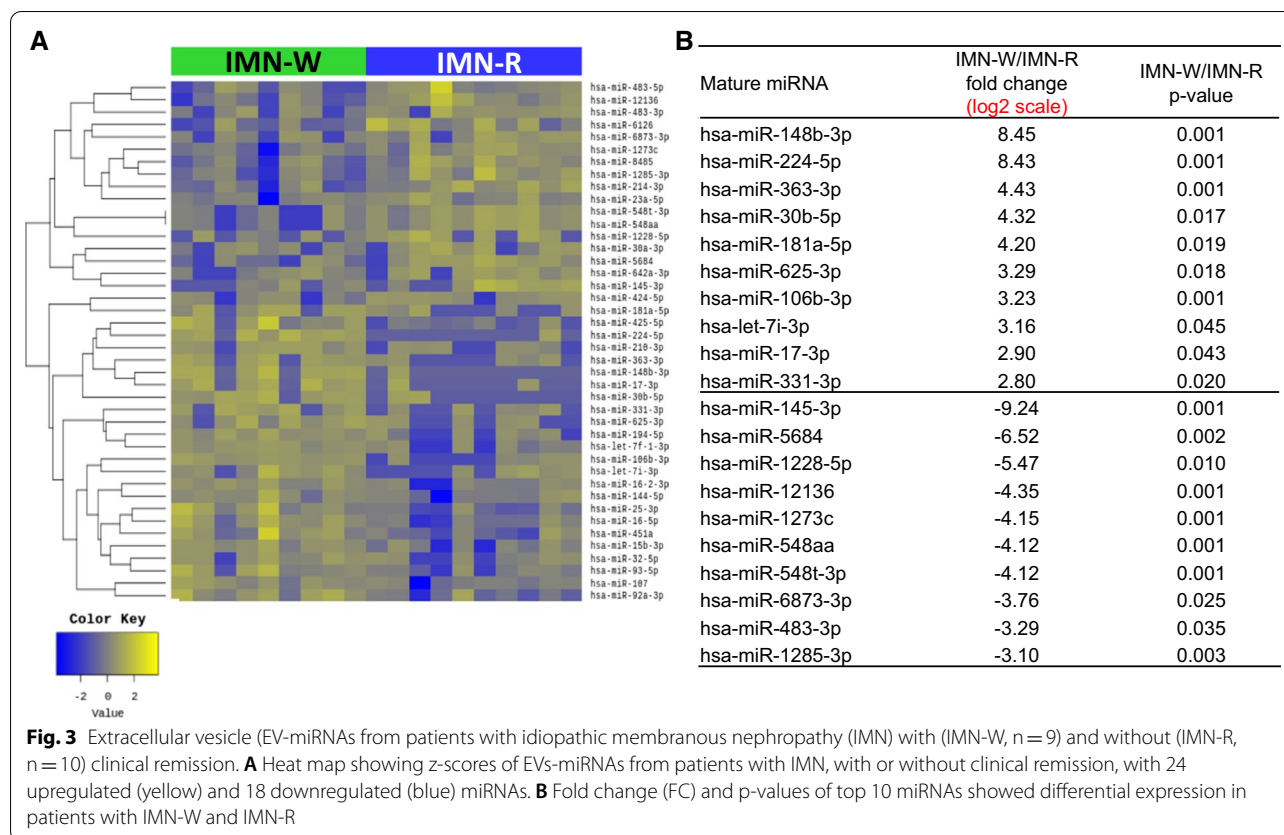 A
IMN-W IMN-R
hsa-miR-483-5p
hsa-miR-12136
hsa-miR-483-3p
hsa-miR-6126
hsa-miR-6873-3p
hsa-miR-1273c
hsa-miR-8485
hsa-miR-1285-3p
hsa-miR-214-3p
hsa-miR-23a-5p
hsa-miR-548t-3p
hsa-miR-548aa
hsa-miR-1228-5p
hsa-miR-30a-3p
hsa-miR-5684
hsa-miR-642a-3p
hsa-miR-145-3p
hsa-miR-424-5p
hsa-miR-181a-5p
hsa-miR-425-5p
hsa-miR-224-5p
hsa-miR-210-3p
hsa-miR-363-3p
hsa-miR-148b-3p
hsa-miR-17-3p
hsa-miR-30b-5p
hsa-miR-331-3p
hsa-miR-625-3p
hsa-miR-194-5p
hsa-let-7f-1-3p
hsa-miR-106b-3p
hsa-let-7i-3p
hsa-miR-16-2-3p
hsa-miR-144-5p
hsa-miR-25-3p
hsa-miR-16-5p
hsa-miR-451a
hsa-miR-15b-3p
hsa-miR-32-5p
hsa-miR-93-5p
hsa-miR-107
hsa-miR-92a-3p
Color Key
-2 0 2
Value
B
IMN-W/IMN-R
fold change
(log2 scale)
Mature miRNA
IMN-W/IMN-R
p-value
hsa-miR-148b-3p 8.45 0.001
hsa-miR-224-5p 8.43 0.001
hsa-miR-363-3p 4.43 0.001
hsa-miR-30b-5p 4.32 0.017
hsa-miR-181a-5p 4.20 0.019
hsa-miR-625-3p 3.29 0.018
hsa-miR-106b-3p 3.23 0.001
hsa-let-7i-3p 3.16 0.045
hsa-miR-17-3p 2.90 0.043
hsa-miR-331-3p 2.80 0.020
hsa-miR-145-3p -9.24 0.001
hsa-miR-5684 -6.52 0.002
hsa-miR-1228-5p -5.47 0.010
hsa-miR-12136 -4.35 0.001
hsa-miR-1273c -4.15 0.001
hsa-miR-548aa -4.12 0.001
hsa-miR-548t-3p -4.12 0.001
hsa-miR-6873-3p -3.76 0.025
hsa-miR-483-3p -3.29 0.035
hsa-miR-1285-3p -3.10 0.003
Fig. 3 Extracellular vesicle (EV-miRNAs from patients with idiopathic membranous nephropathy (IMN) with (IMN-W, n = 9) and without (IMN-R,
n = 10) clinical remission. A Heat map showing z-scores of EVs-miRNAs from patients with IMN, with or without clinical remission, with 24
upregulated (yellow) and 18 downregulated (blue) miRNAs. B Fold change (FC) and p-values of top 10 miRNAs showed differential expression in
patients with IMN-W and IMN-R